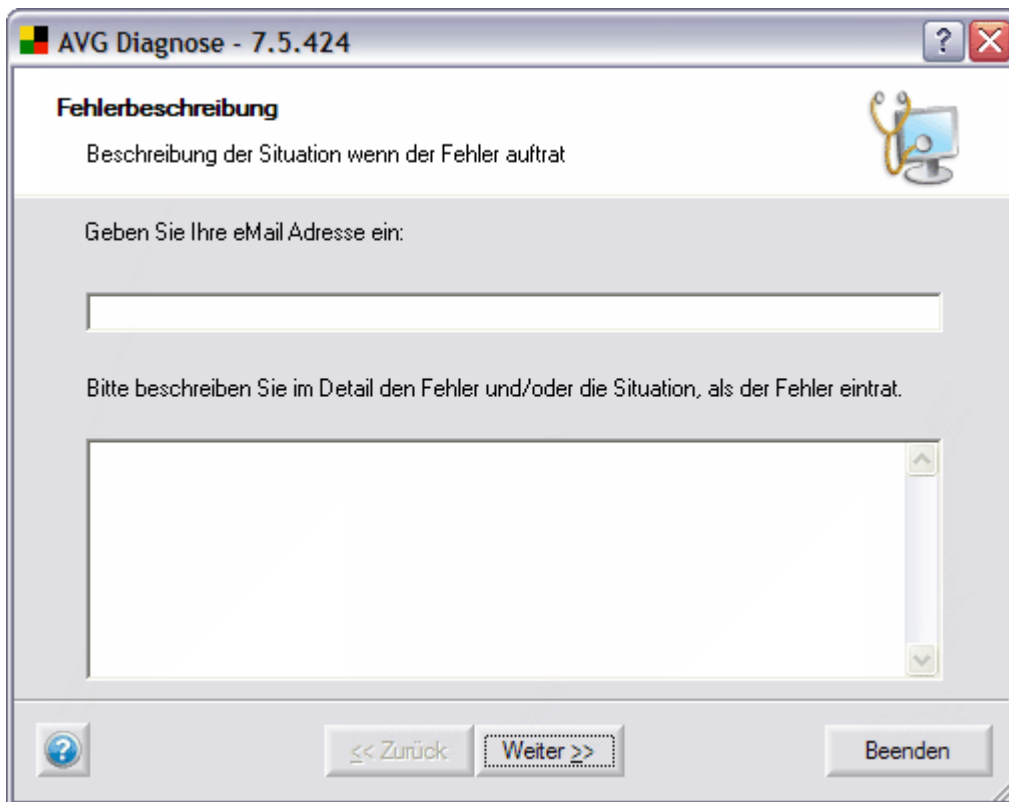 AVG Diagnose - 7.5.424
Fehlerbeschreibung
Beschreibung der Situation wenn der Fehler auftrat
Geben Sie Ihre eMail Adresse ein:
Bitte beschreiben Sie im Detail den Fehler und/oder die Situation, als der Fehler eintrat.
<< Zurück
Weiter >>
Beenden